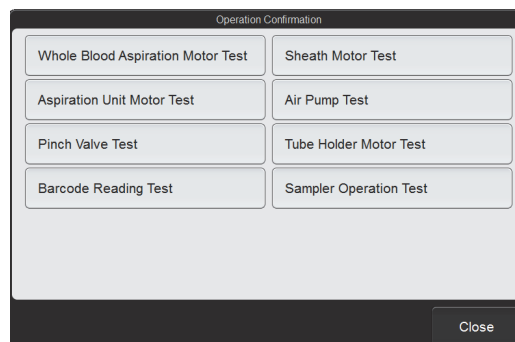 Operation Confirmation
Whole Blood Aspiration Motor Test
Sheath Motor Test
Aspiration Unit Motor Test
Air Pump Test
Pinch Valve Test
Tube Holder Motor Test
Barcode Reading Test
Sampler Operation Test
Close